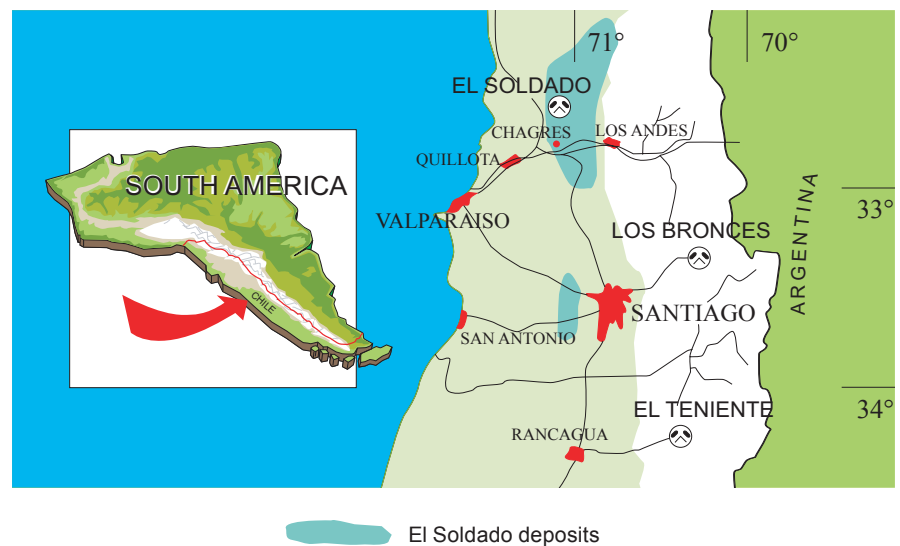 71°
70°
EL SOLDADO
CHAGRES
LOS ANDES
QUILLOTA
SOUTH AMERICA
VALPARAISO
33°
LOS BRONCES
ARGENTINA
CHILE
SANTIAGO
SAN ANTONIO
34°
EL TENIENTE
RANCAGUA
El Soldado deposits